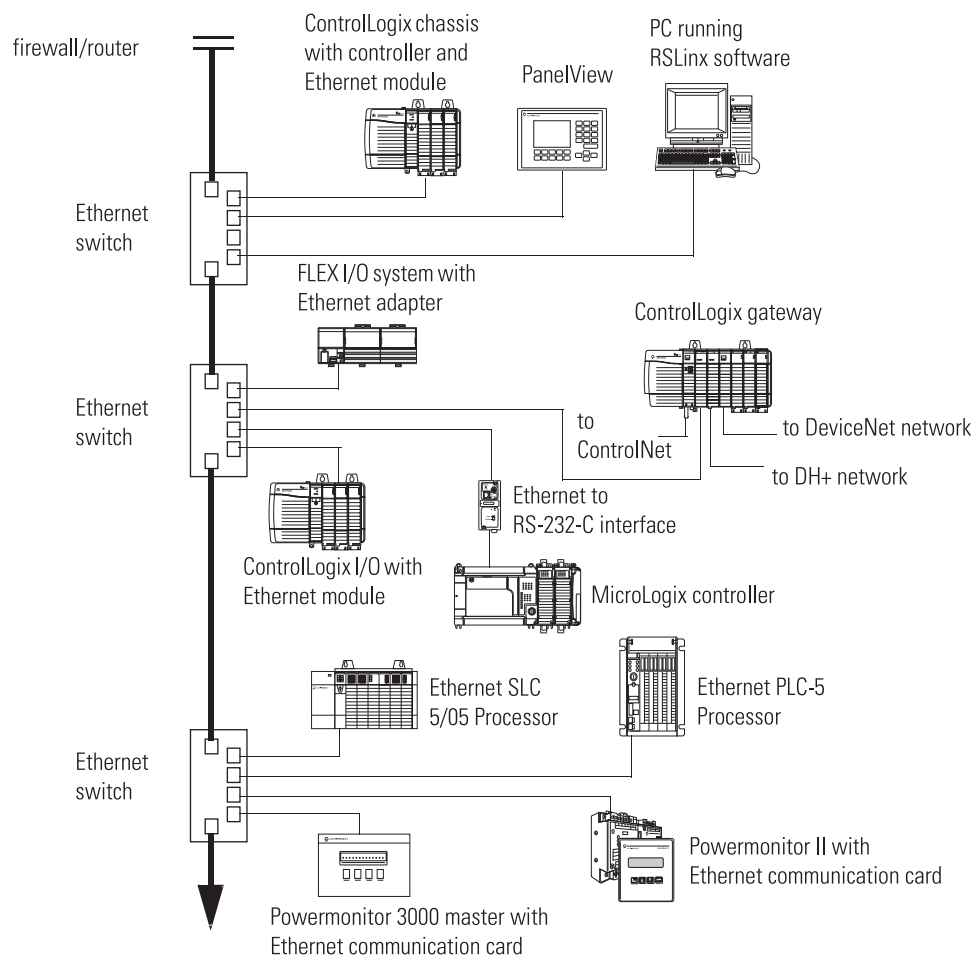 firewall/router
ControlLogix chassis
with controller and
Ethernet module
PanelView
PC running
RSLinx software
Ethernet
switch
FLEX I/O system with
Ethernet adapter
ControlLogix gateway
Ethernet
switch
to
ControlNet
to DeviceNet network
to DH+ network
Ethernet to
RS-232-C interface
ControlLogix I/O with
Ethernet module
MicroLogix controller
Ethernet SLC
5/05 Processor
Ethernet PLC-5
Processor
Ethernet
switch
Powermonitor II with
Ethernet communication card
Powermonitor 3000 master with
Ethernet communication card